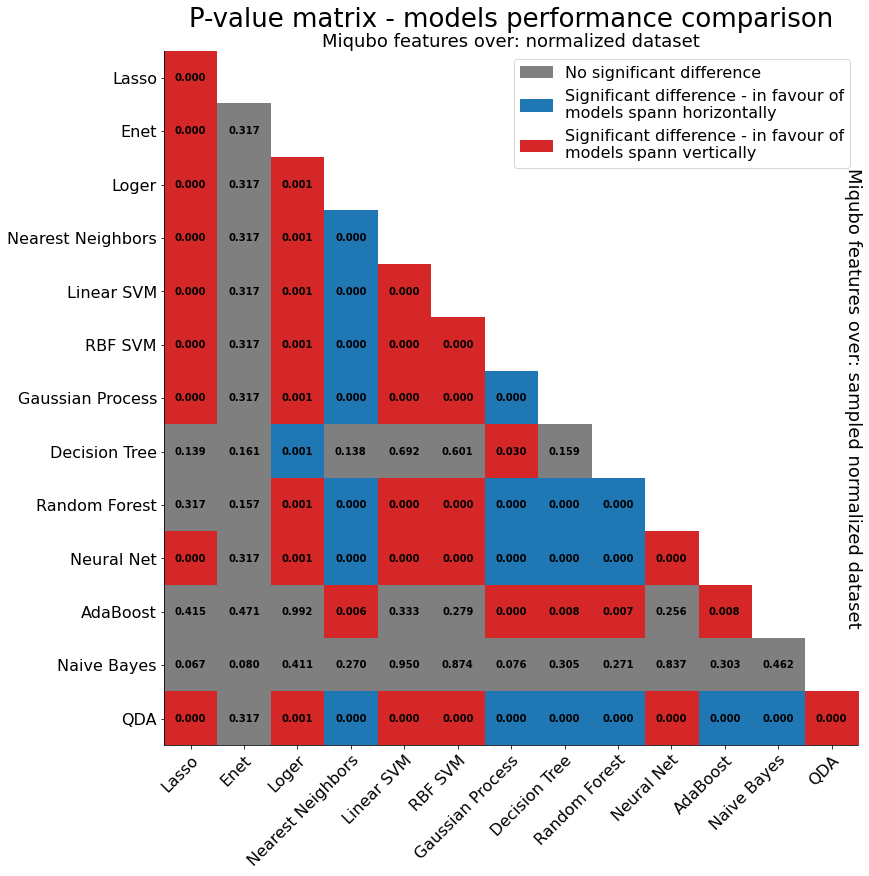 P-value matrix - models performance comparison
Miqubo features over: normalized dataset
No significant difference
Significant difference - in favour of
models spann horizontally
Significant difference - in favour of
models spann vertically
Miqubo features over: sampled normalized dataset
Lasso 0.000
Enet 0.000 0.317
Loger 0.000 0.317 0.001
Nearest Neighbors 0.000 0.317 0.001 0.000
Linear SVM 0.000 0.317 0.001 0.000 0.000
RBF SVM 0.000 0.317 0.001 0.000 0.000 0.000
Gaussian Process 0.000 0.317 0.001 0.000 0.000 0.000 0.000
Decision Tree 0.139 0.161 0.001 0.138 0.692 0.601 0.030 0.159
Random Forest 0.317 0.157 0.001 0.000 0.000 0.000 0.000 0.000 0.000
Neural Net 0.000 0.317 0.001 0.000 0.000 0.000 0.000 0.000 0.000 0.000
AdaBoost 0.415 0.471 0.992 0.006 0.333 0.279 0.000 0.008 0.007 0.256 0.008
Naive Bayes 0.067 0.080 0.411 0.270 0.950 0.874 0.076 0.305 0.271 0.837 0.303 0.462
QDA 0.000 0.317 0.001 0.000 0.000 0.000 0.000 0.000 0.000 0.000 0.000 0.000 0.000
Lasso Enet Loger Nearest Neighbors Linear SVM RBF SVM Gaussian Process Decision Tree Random Forest Neural Net AdaBoost Naive Bayes QDA